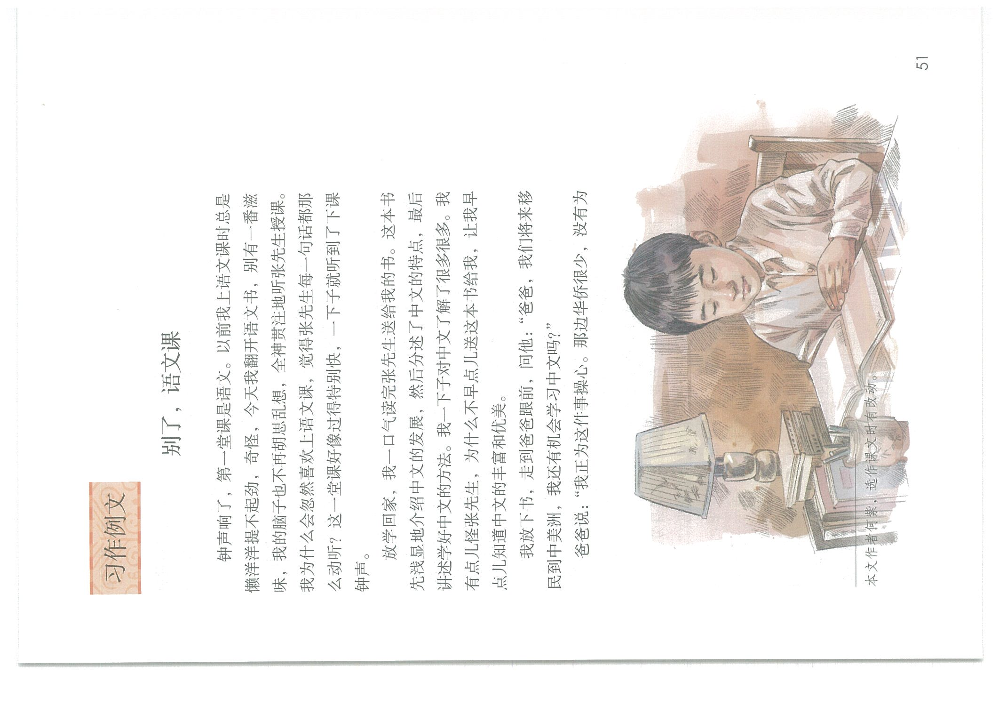 习作例文
别了，语文课
钟声响了，第一堂课是语文。以前我上语文课时总是
懒洋洋提不起劲，奇怪，今天我翻开语文书，别有一番滋
味，我的脑子也不再胡思乱想，全神贯注地听张先生授课。
我为什么会忽然喜欢上语文课，觉得张先生每一句话都那
么动听？这一堂课好像过得特别快，一下子就听到了下课
钟声。
放学回家，我一口气读完张先生送给我的书。这本书
先浅显地介绍中文的发展，然后分述了中文的特点，最后
讲述学好中文的方法。我一下子对中文了解了很多很多。我
有点儿怪张先生，为什么不早点儿送这本书给我，让我早
点儿知道中文的丰富和优美。
我放下书，走到爸爸跟前，问他：“爸爸，我们将来移
民到中美洲，我还有机会学习中文吗？”
爸爸说：“我正为这件事操心。那边华侨很少，没有为
本文作者何紫，选作课文时有改动。
51